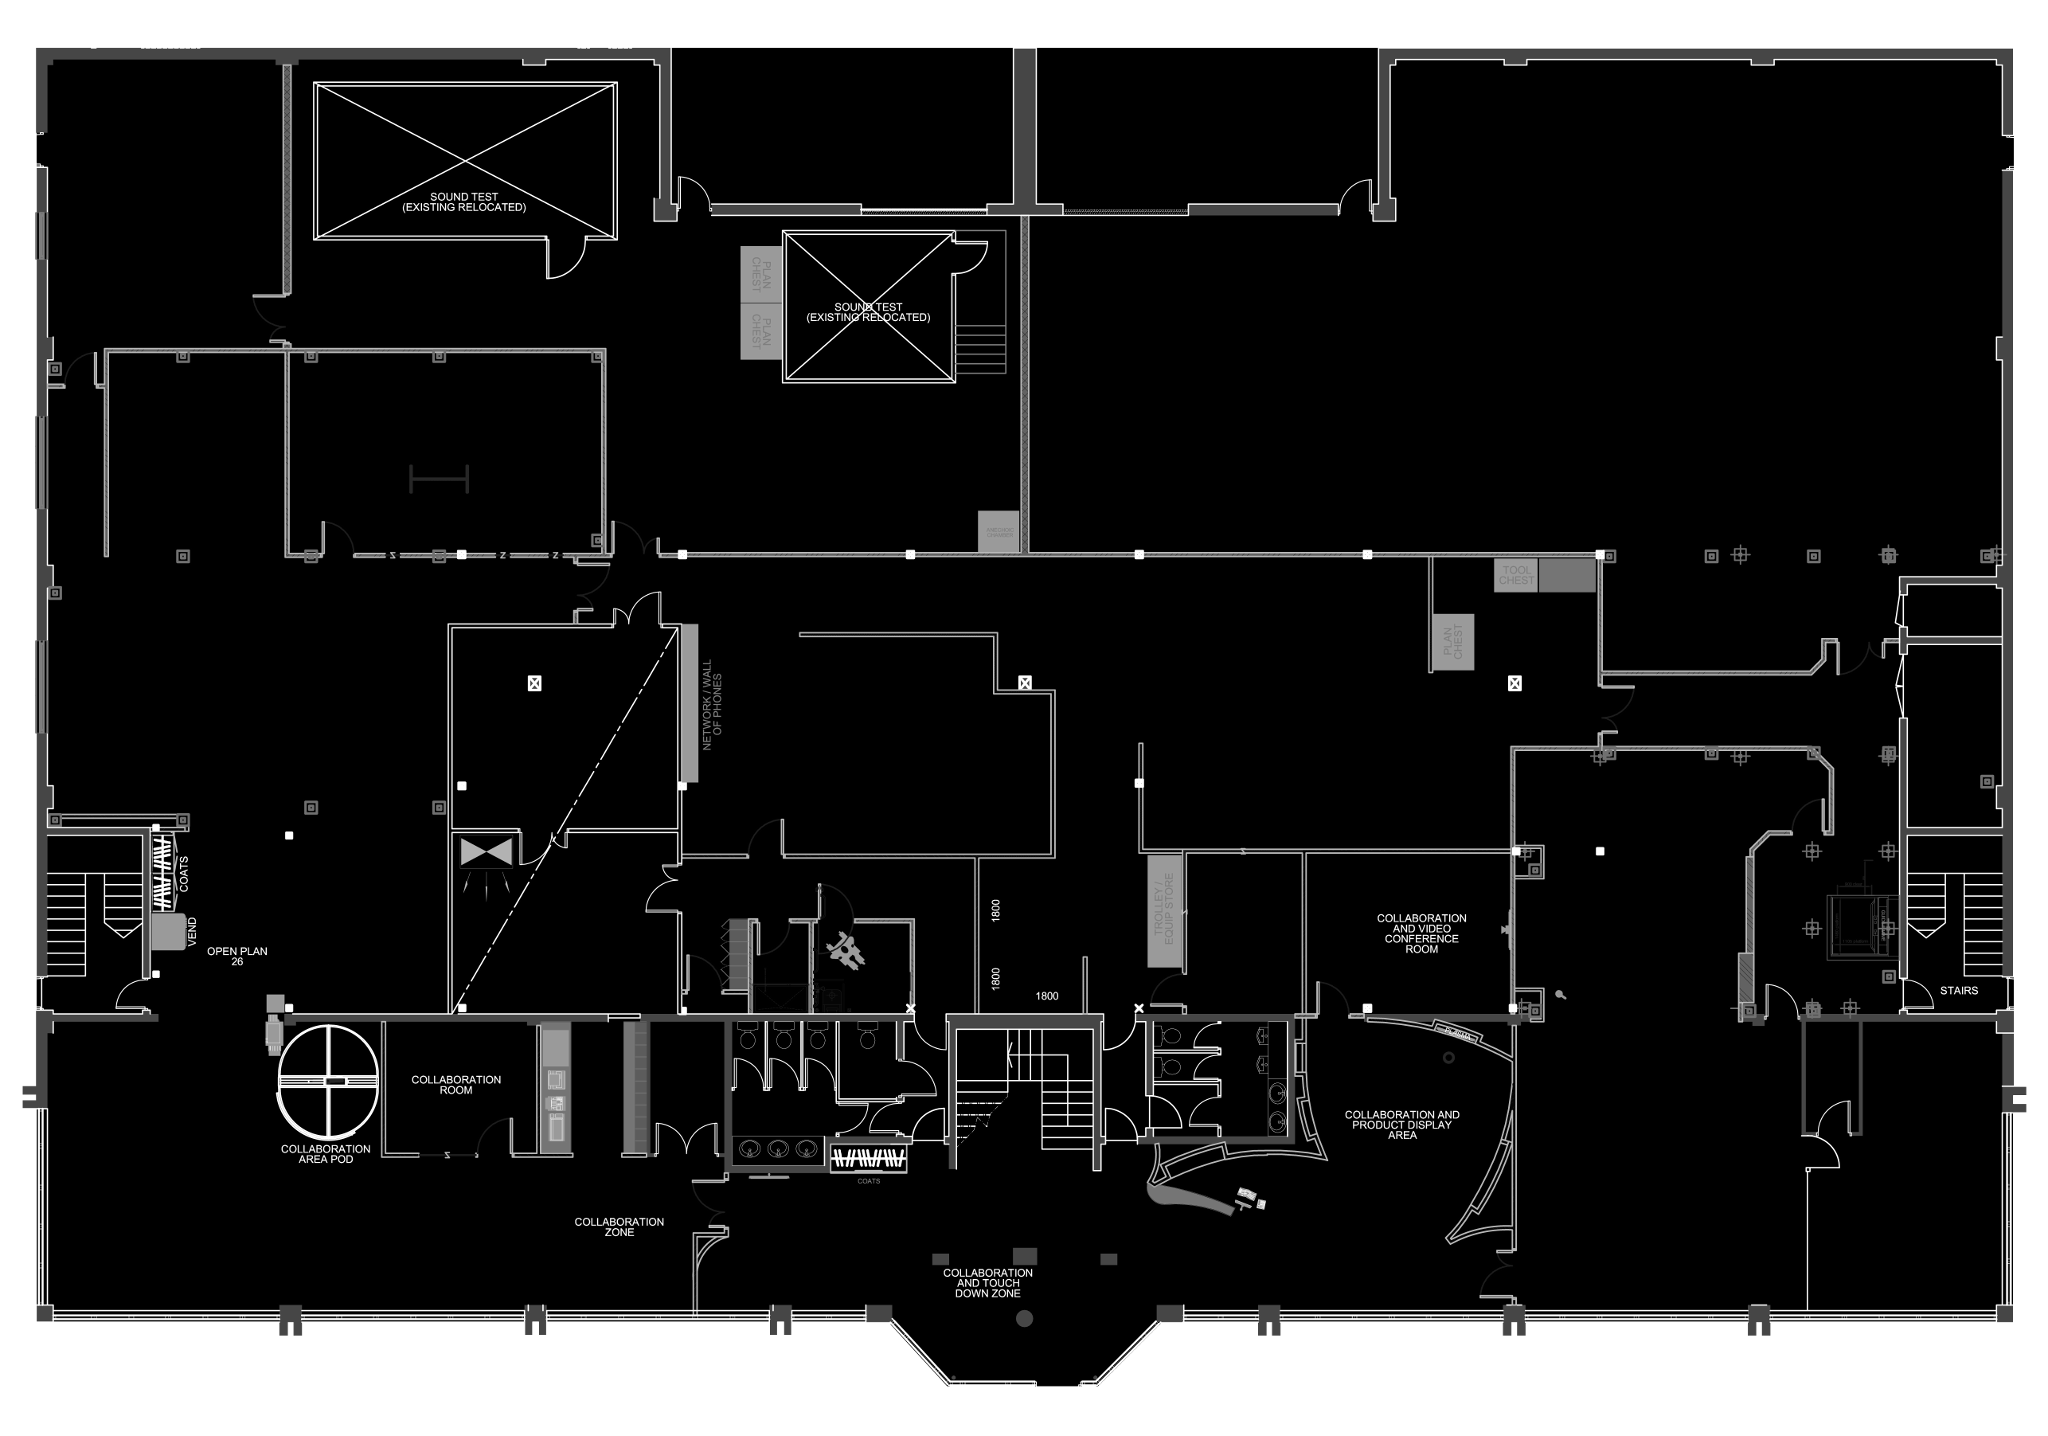 SOUND TEST
(EXISTING RELOCATED)
PLAN
CHEST
PLAN
CHEST
SOUND TEST
(EXISTING RELOCATED)
TOOL
CHEST
PLAN
CHEST
NETWORK / WALL
OF PHONES
COATS
VEND
OPEN PLAN
26
1800
1800
1800
TROLLEY /
EQUIP STORE
COLLABORATION
AND VIDEO
CONFERENCE
ROOM
STAIRS
PLASMA
COLLABORATION
ROOM
COLLABORATION
AREA POD
COLLABORATION AND
PRODUCT DISPLAY
AREA
COATS
COLLABORATION
ZONE
COLLABORATION
AND TOUCH
DOWN ZONE